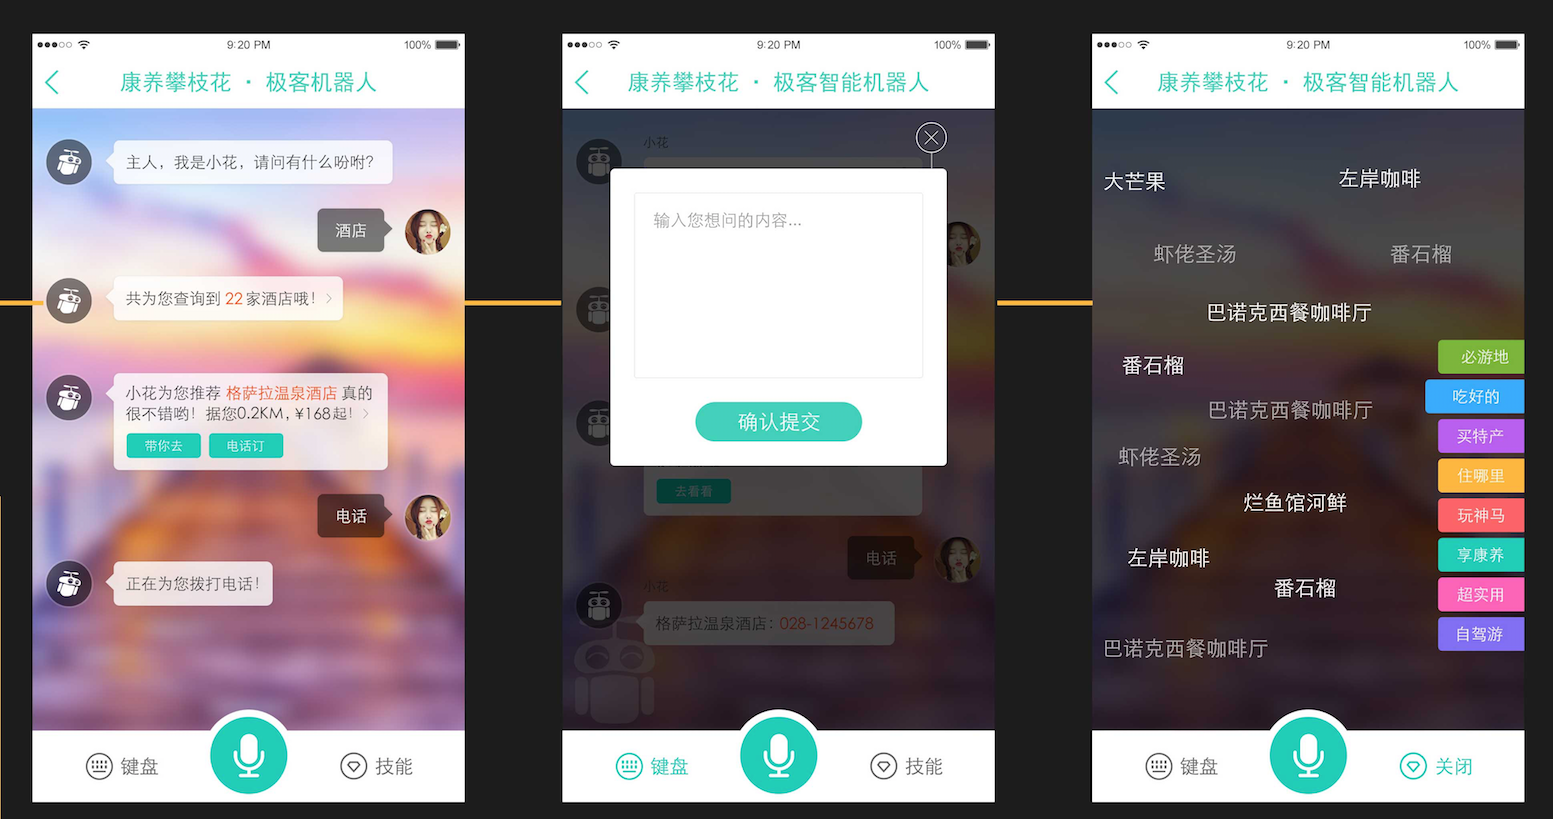 9:20 PM
100%
康养攀枝花 · 极客机器人
主人，我是小花，请问有什么吩咐？
酒店
共为您查询到 22 家酒店哦！
小花为您推荐 格萨拉温泉酒店 真的
很不错哟！据您0.2KM，¥168起！
带你去
电话订
电话
正在为您拨打电话！
键盘
技能
9:20 PM
100%
康养攀枝花 · 极客智能机器人
小花
输入您想问的内容...
确认提交
去看看
电话
小花
格萨拉温泉酒店：028-1245678
键盘
技能
9:20 PM
100%
康养攀枝花 · 极客智能机器人
大芒果
左岸咖啡
虾佬圣汤
番石榴
巴诺克西餐咖啡厅
番石榴
巴诺克西餐咖啡厅
虾佬圣汤
烂鱼馆河鲜
左岸咖啡
番石榴
巴诺克西餐咖啡厅
必游地
吃好的
买特产
住哪里
玩神马
享康养
超实用
自驾游
键盘
关闭